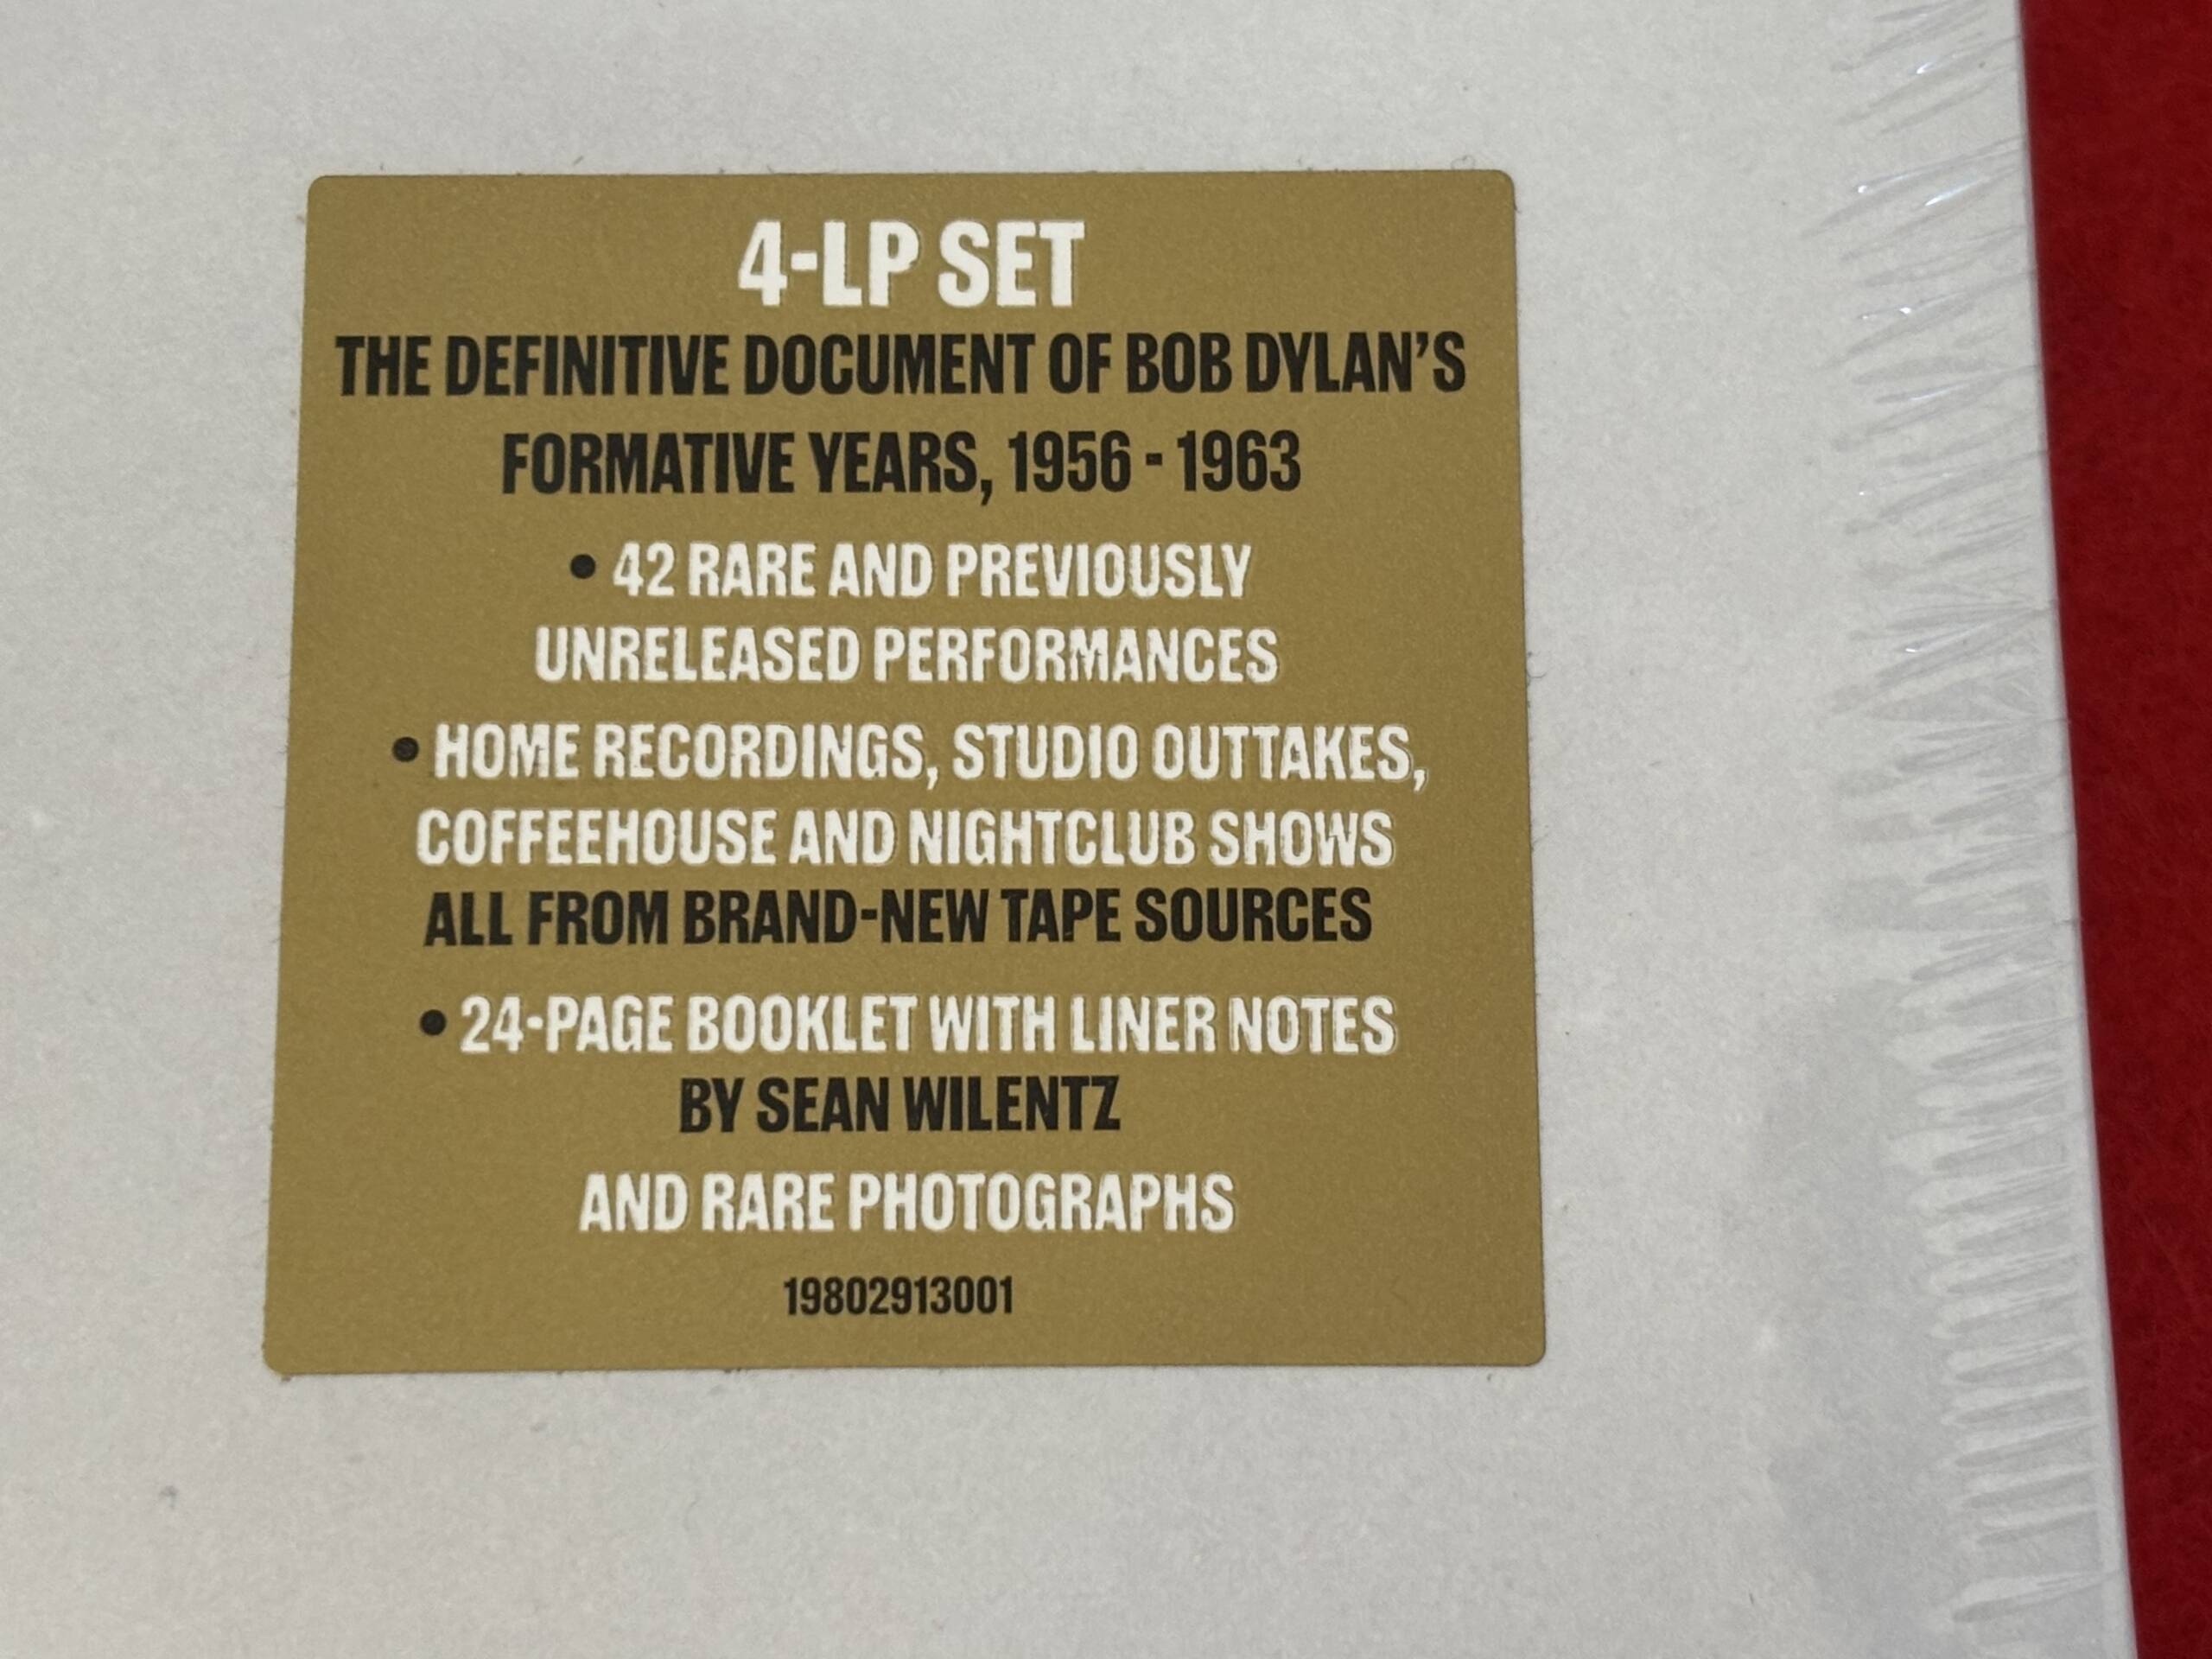 4-LP SET
THE DEFINITIVE DOCUMENT OF BOB DYLAN'S
FORMATIVE YEARS, 1956 - 1963
• 42 RARE AND PREVIOUSLY
UNRELEASED PERFORMANCES
• HOME RECORDINGS, STUDIO OUTTAKES,
COFFEEHOUSE AND NIGHTCLUB SHOWS
ALL FROM BRAND-NEW TAPE SOURCES
• 24-PAGE BOOKLET WITH LINER NOTES
BY SEAN WILENTZ
AND RARE PHOTOGRAPHS
19802913001